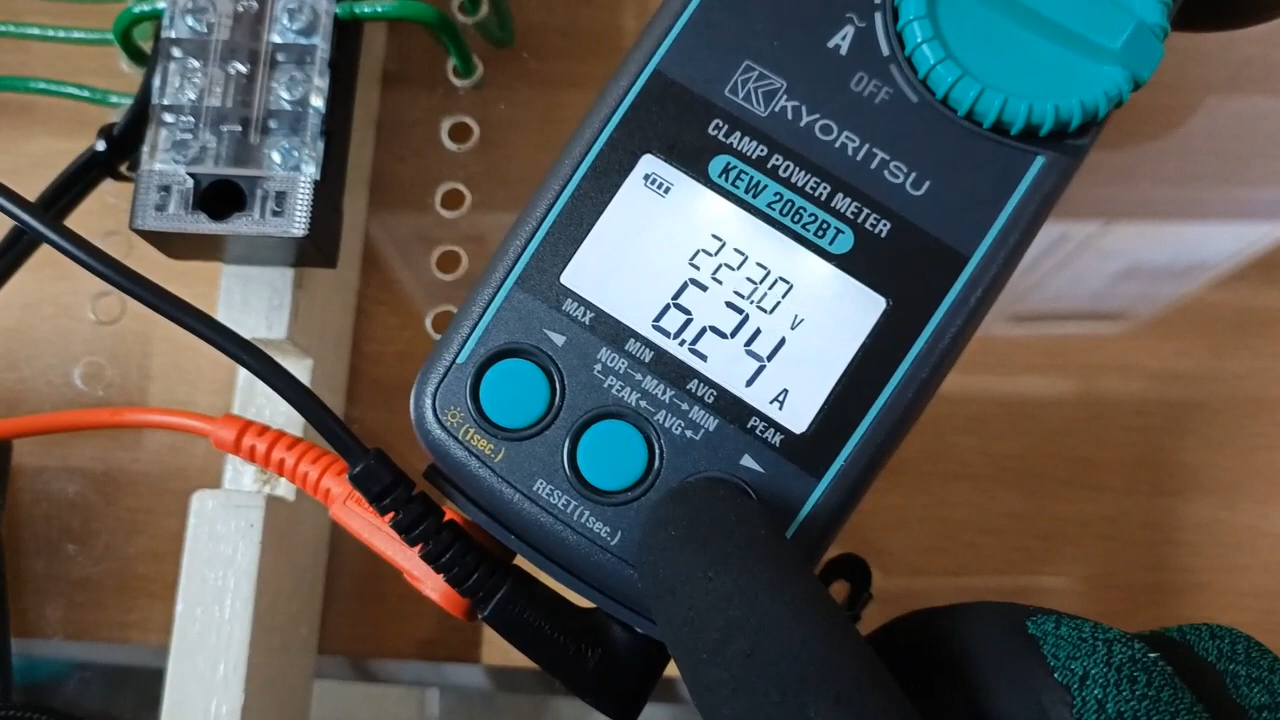 Ã
OFF
KYORITSU
CLAMP POWER METER
KEW 2062BT
223.0 V
6.24 A
MAX
MIN
AVG
PEAK
NOR→MAX→MIN
PEAK←AVG
(1sec.)
RESET(1sec.)